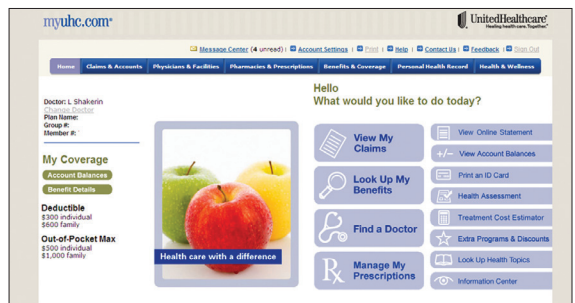 myuhc.com®
UnitedHealthcare®
Healing health care. Together.℠
Message Center (4 unread) | Account Settings | Print | Help | Contact Us | Feedback | Sign Out
Home Claims & Accounts Physicians & Facilities Pharmacies & Prescriptions Benefits & Coverage Personal Health Record Health & Wellness
Hello
What would you like to do today?
Doctor: L Shakerin
Change Doctor
Plan Name:
Group #:
Member #:
My Coverage
Account Balances
Benefit Details
Deductible
$300 individual
$600 family
Out-of-Pocket Max
$500 individual
$1,000 family
Health care with a difference
View My
Claims
Look Up My
Benefits
Find a Doctor
Rx
Manage My
Prescriptions
View Online Statement
+/- View Account Balances
Print an ID Card
Health Assessment
Treatment Cost Estimator
Extra Programs & Discounts
Look Up Health Topics
Information Center